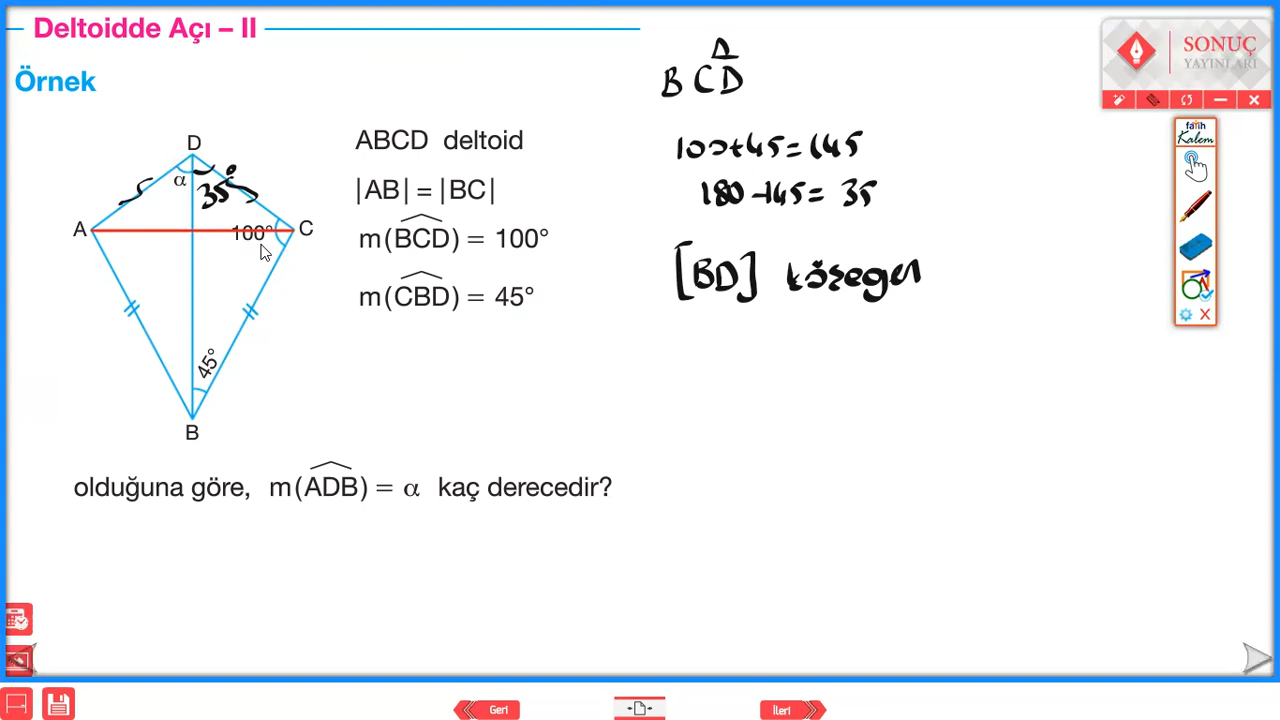 Deltoidde Açı – II
SONUÇ
YAYINLARI
Örnek
B C D
fatih
Kalem
D
ABCD deltoid
100+45=145
α
35°
|AB| = |BC|
180-145= 35
A
100°
C
m(BCD) = 100°
[BD] köşegen
m(CBD) = 45°
45°
B
olduğuna göre, m(ADB) = α kaç derecedir?
Geri
İleri